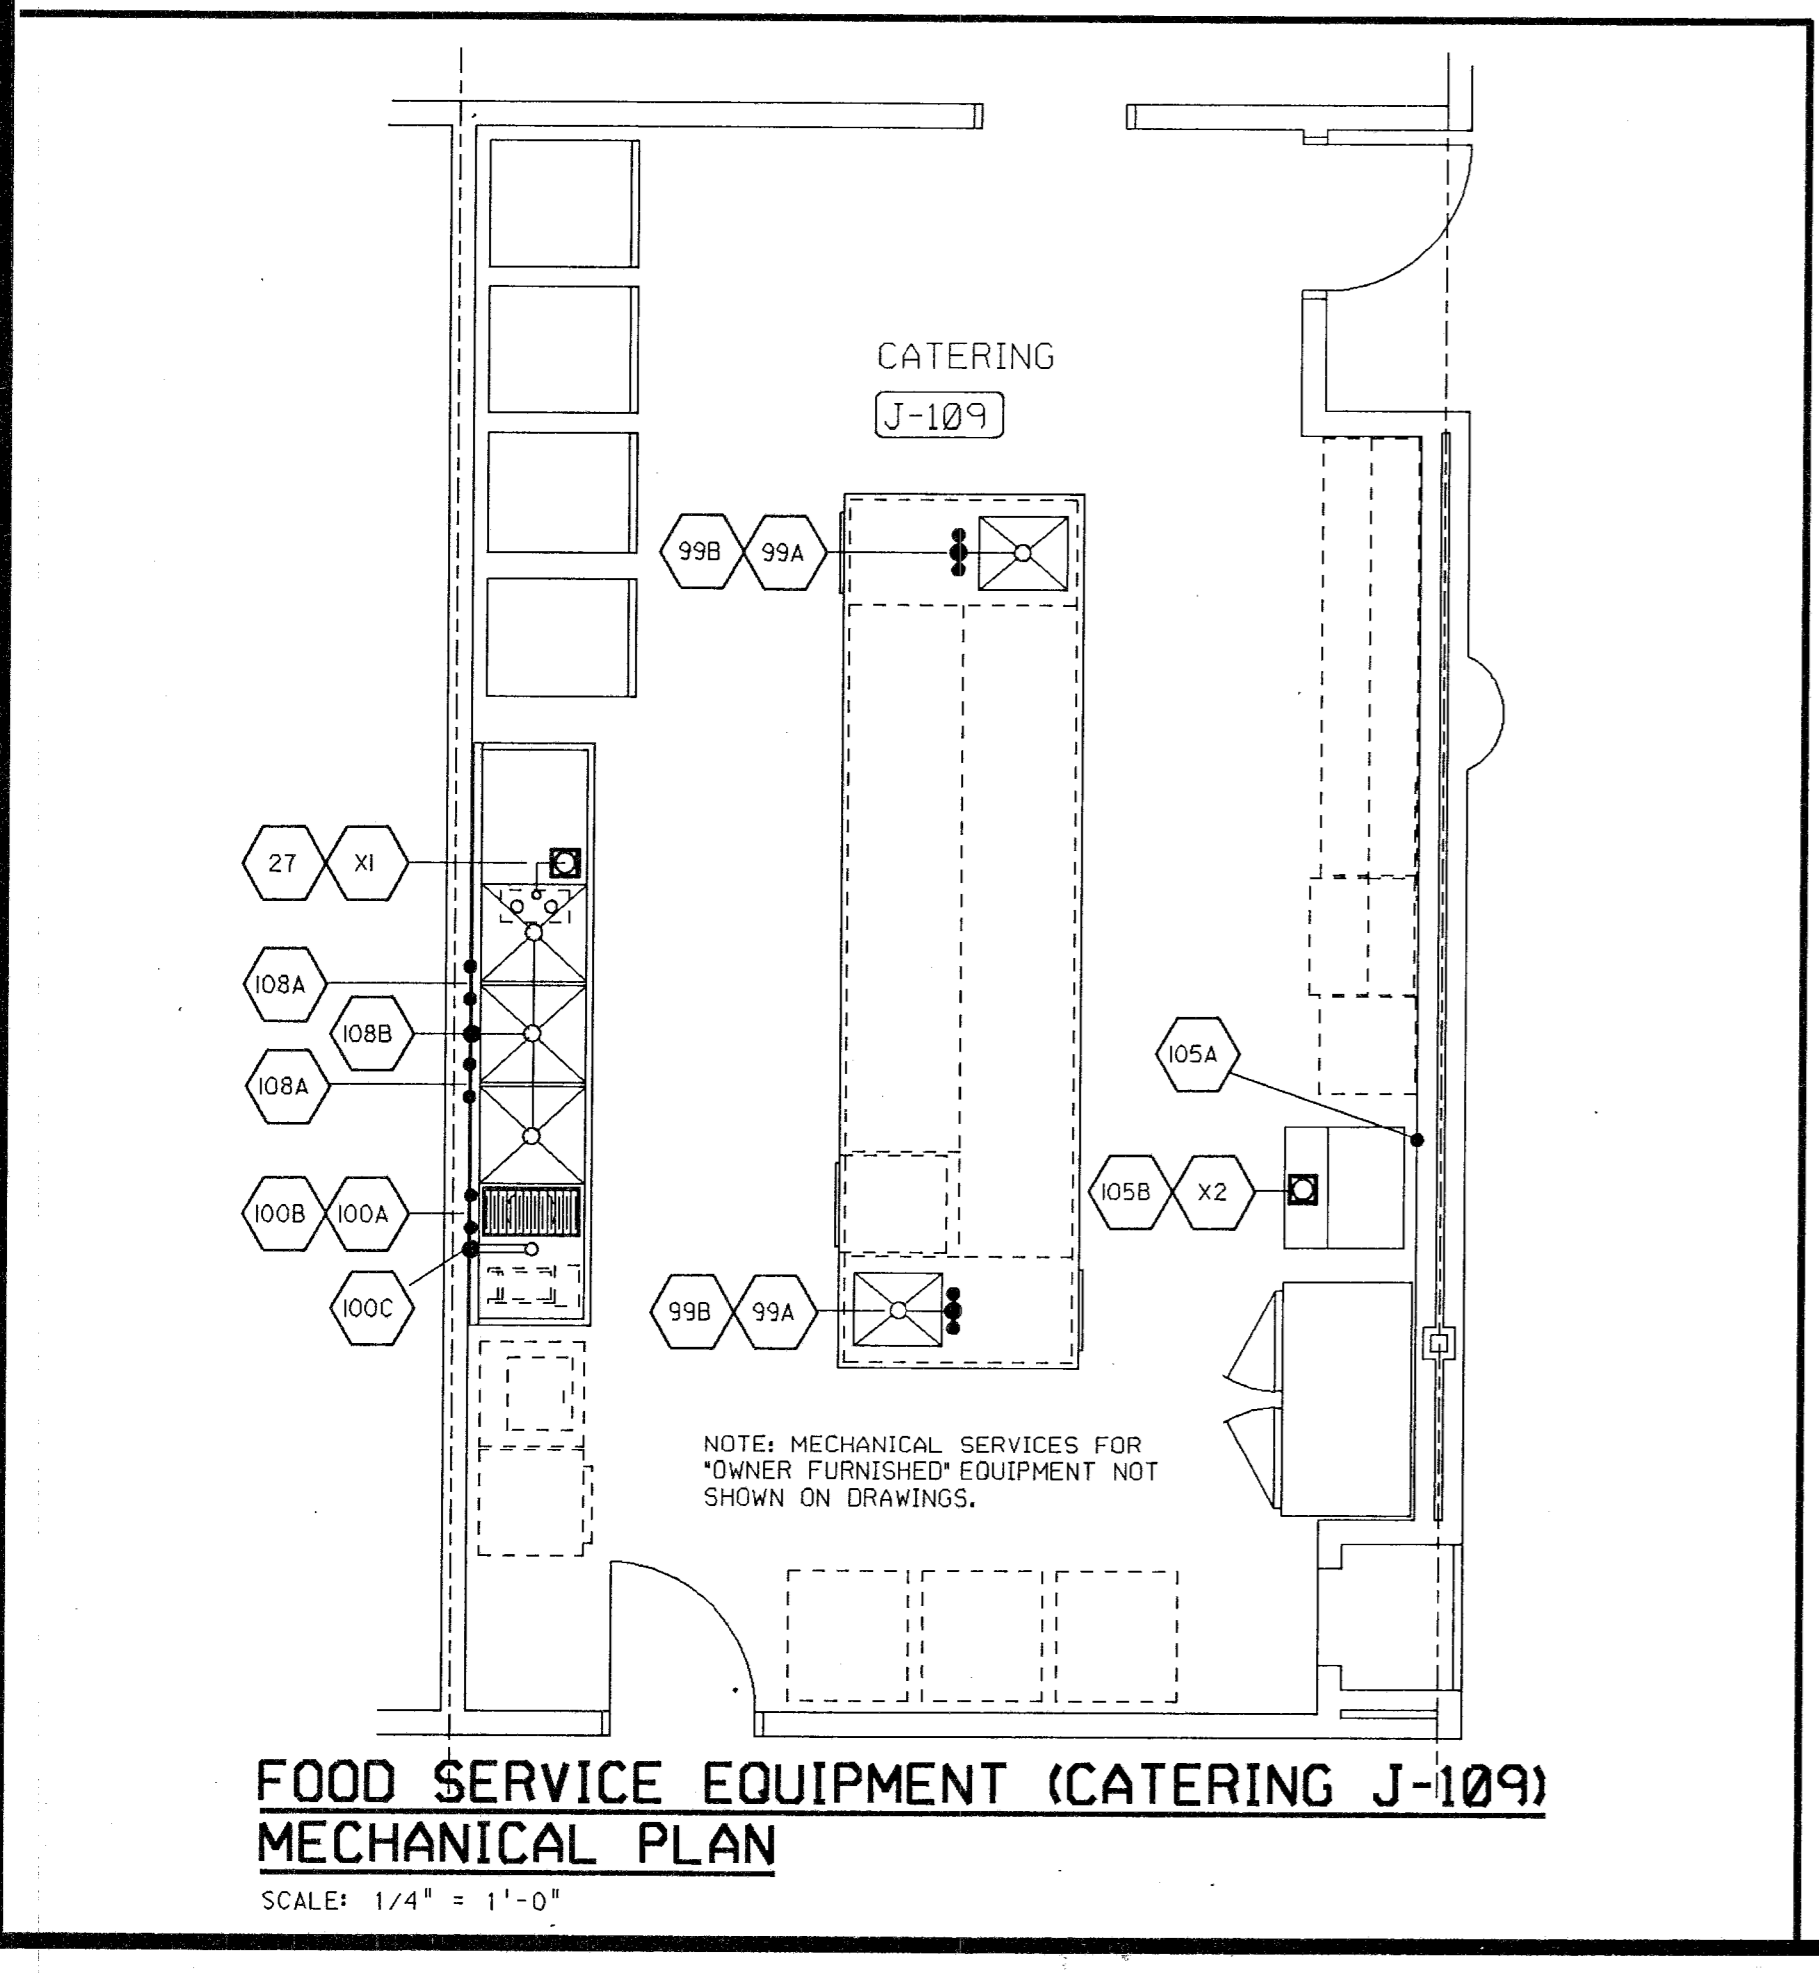 CATERING
J-109
99B 99A
27 X1
108A
108B
108A
105A
105B X2
100B 100A
100C
99B 99A
NOTE: MECHANICAL SERVICES FOR
"OWNER FURNISHED" EQUIPMENT NOT
SHOWN ON DRAWINGS.
FOOD SERVICE EQUIPMENT (CATERING J-109)
MECHANICAL PLAN
SCALE: 1/4" = 1'-0"